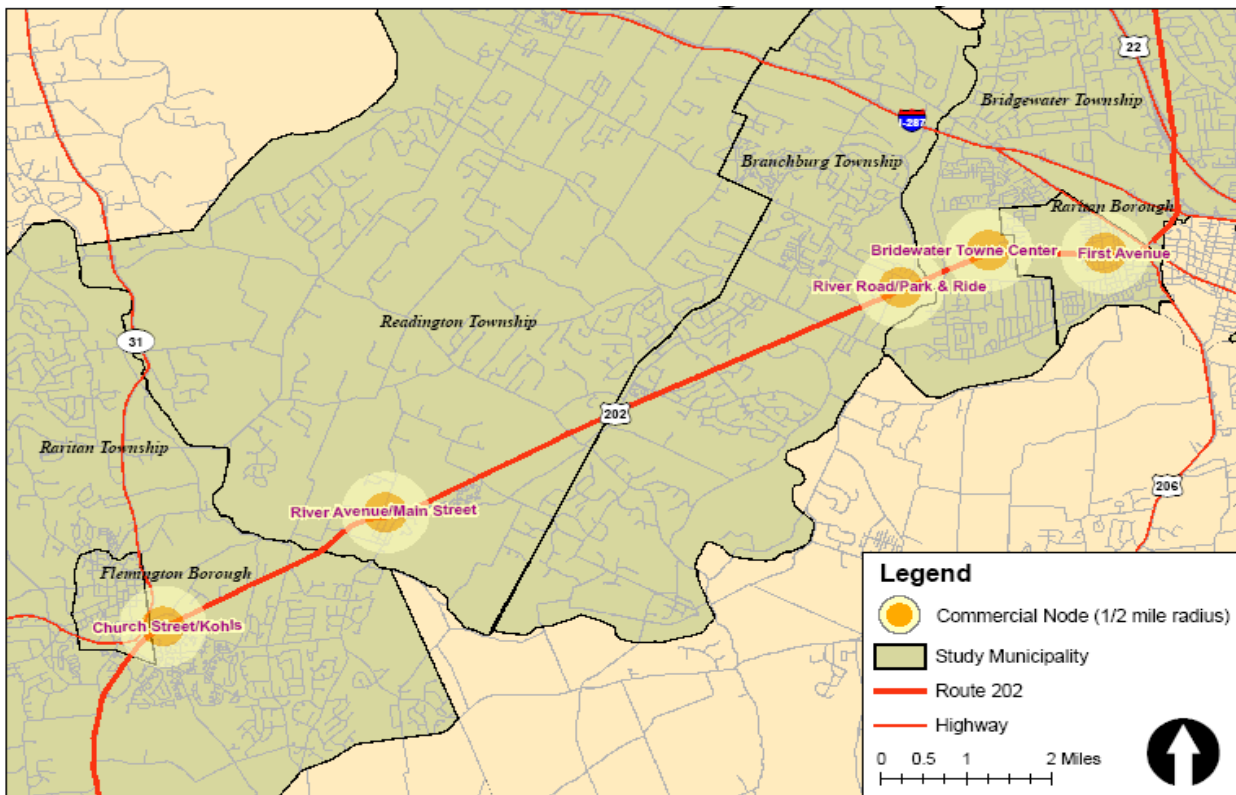 22
Bridgewater Township
I-287
Branchburg Township
Raritan Borough
Bridewater Towne Center
First Avenue
River Road/Park & Ride
Readington Township
31
202
Raritan Township
206
River Avenue/Main Street
Flemington Borough
Church Street/Kohls
Legend
Commercial Node (1/2 mile radius)
Study Municipality
Route 202
Highway
0 0.5 1 2 Miles